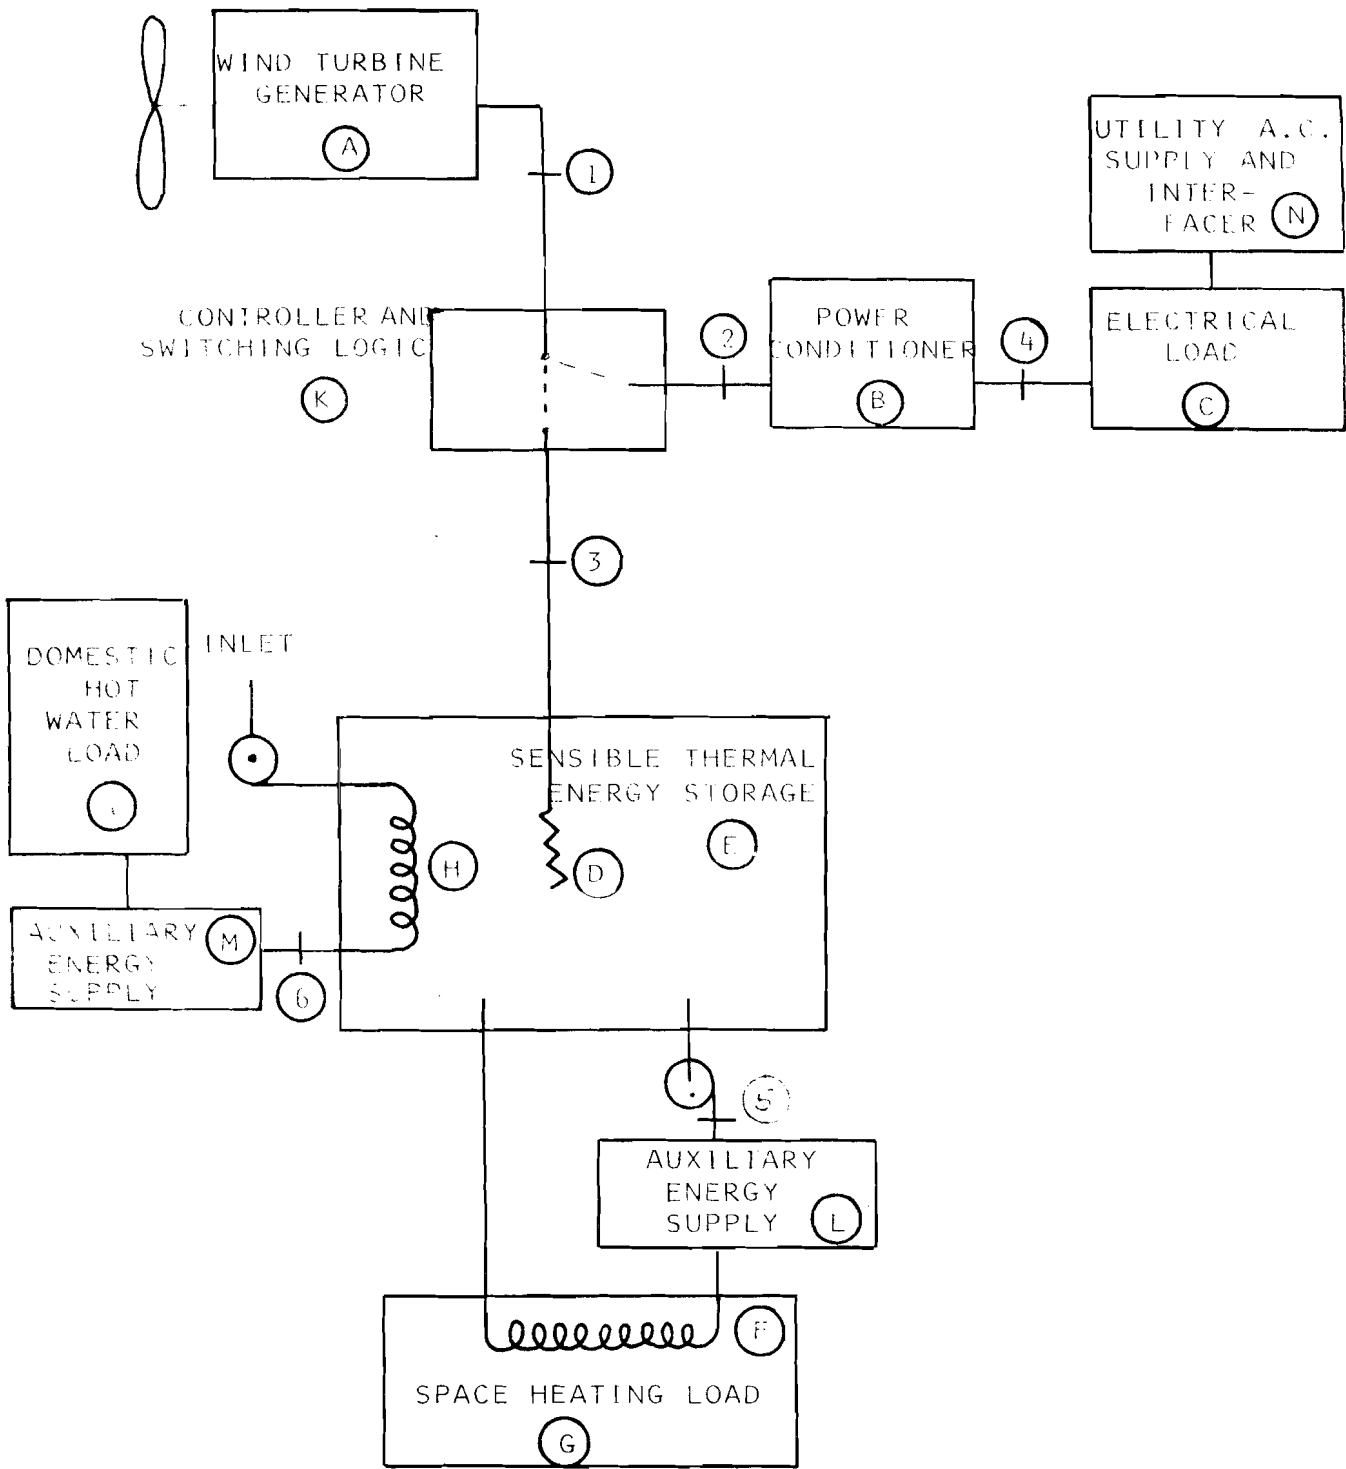 WIND TURBINE
GENERATOR
A
1
UTILITY A.C.
SUPPLY AND
INTER-
FACER N
CONTROLLER AND
SWITCHING LOGIC
K
2
POWER
CONDITIONER
B
4
ELECTRICAL
LOAD
C
3
DOMESTIC
HOT
WATER
LOAD
INLET
SENSIBLE THERMAL
ENERGY STORAGE
E
H
D
AUXILIARY M
ENERGY
SUPPLY
6
5
AUXILIARY
ENERGY
SUPPLY L
F
SPACE HEATING LOAD
G